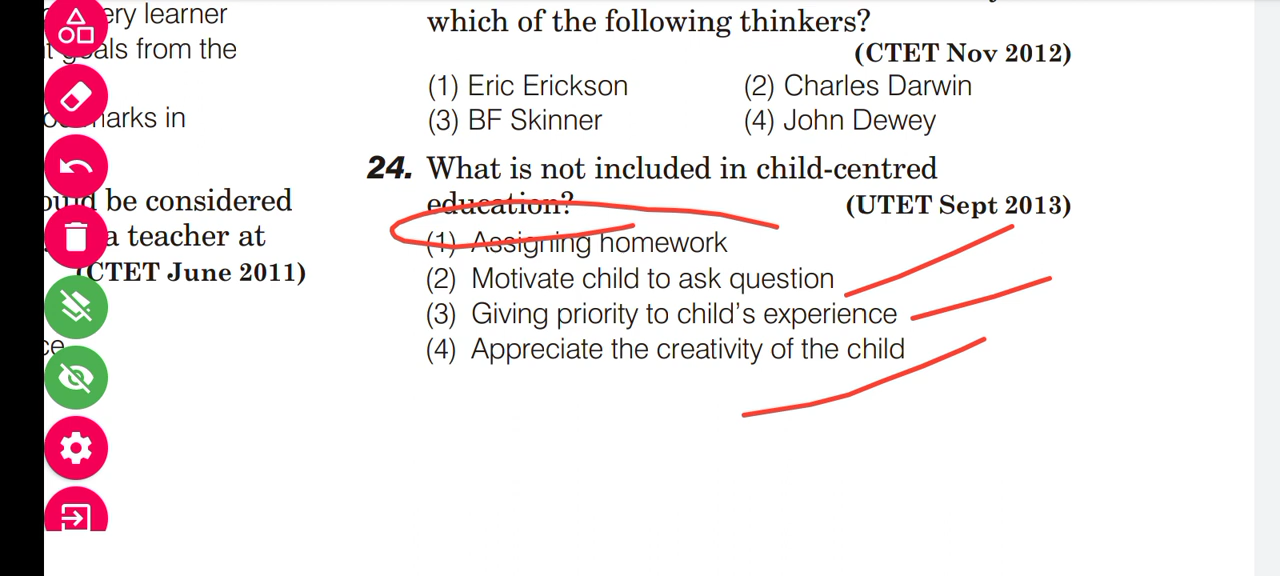 ery learner
als from the
arks in
be considered
a teacher at
(CTET June 2011)
which of the following thinkers?
(CTET Nov 2012)
(1) Eric Erickson (2) Charles Darwin
(3) BF Skinner (4) John Dewey
24. What is not included in child-centred
education? (UTET Sept 2013)
(1) Assigning homework
(2) Motivate child to ask question
(3) Giving priority to child's experience
(4) Appreciate the creativity of the child